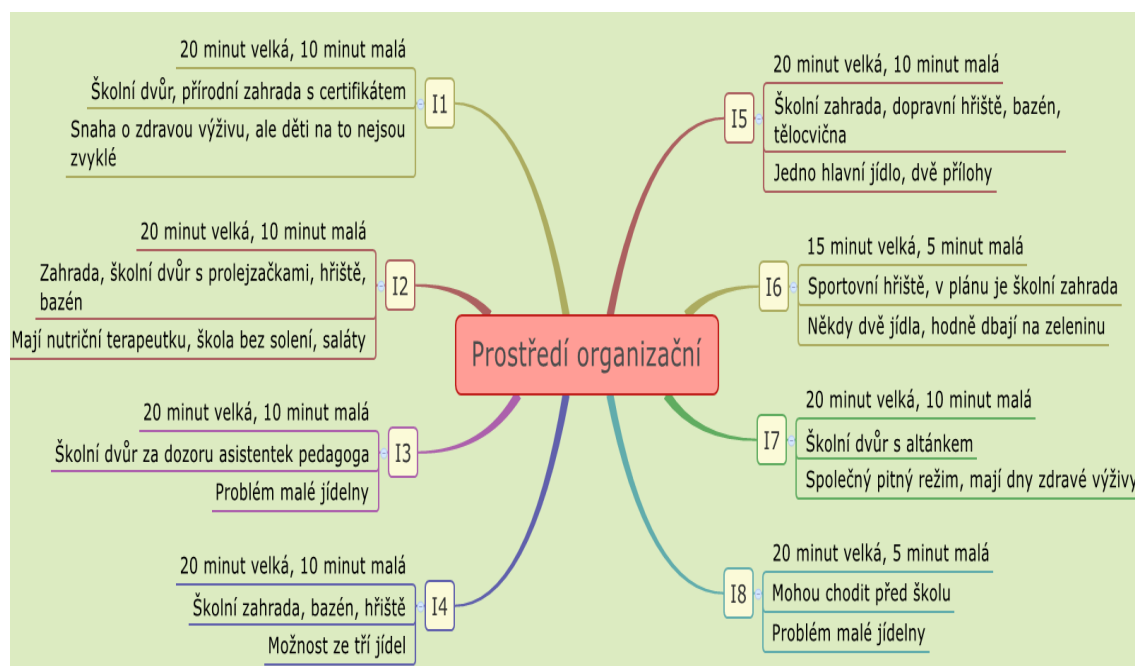 20 minut velká, 10 minut malá
Školní dvůr, přírodní zahrada s certifikátem
Snaha o zdravou výživu, ale děti na to nejsou
zvyklé
I1
20 minut velká, 10 minut malá
Zahrada, školní dvůr s prolejzačkami, hřiště,
bazén
Mají nutriční terapeutku, škola bez solení, saláty
I2
20 minut velká, 10 minut malá
Školní dvůr za dozoru asistentek pedagoga
Problém malé jídelny
I3
20 minut velká, 10 minut malá
Školní zahrada, bazén, hřiště
Možnost ze tří jídel
I4
Prostředí organizační
I5
20 minut velká, 10 minut malá
Školní zahrada, dopravní hřiště, bazén,
tělocvična
Jedno hlavní jídlo, dvě přílohy
I6
15 minut velká, 5 minut malá
Sportovní hřiště, v plánu je školní zahrada
Někdy dvě jídla, hodně dbají na zeleninu
I7
20 minut velká, 10 minut malá
Školní dvůr s altánkem
Společný pitný režim, mají dny zdravé výživy
I8
20 minut velká, 5 minut malá
Mohou chodit před školu
Problém malé jídelny